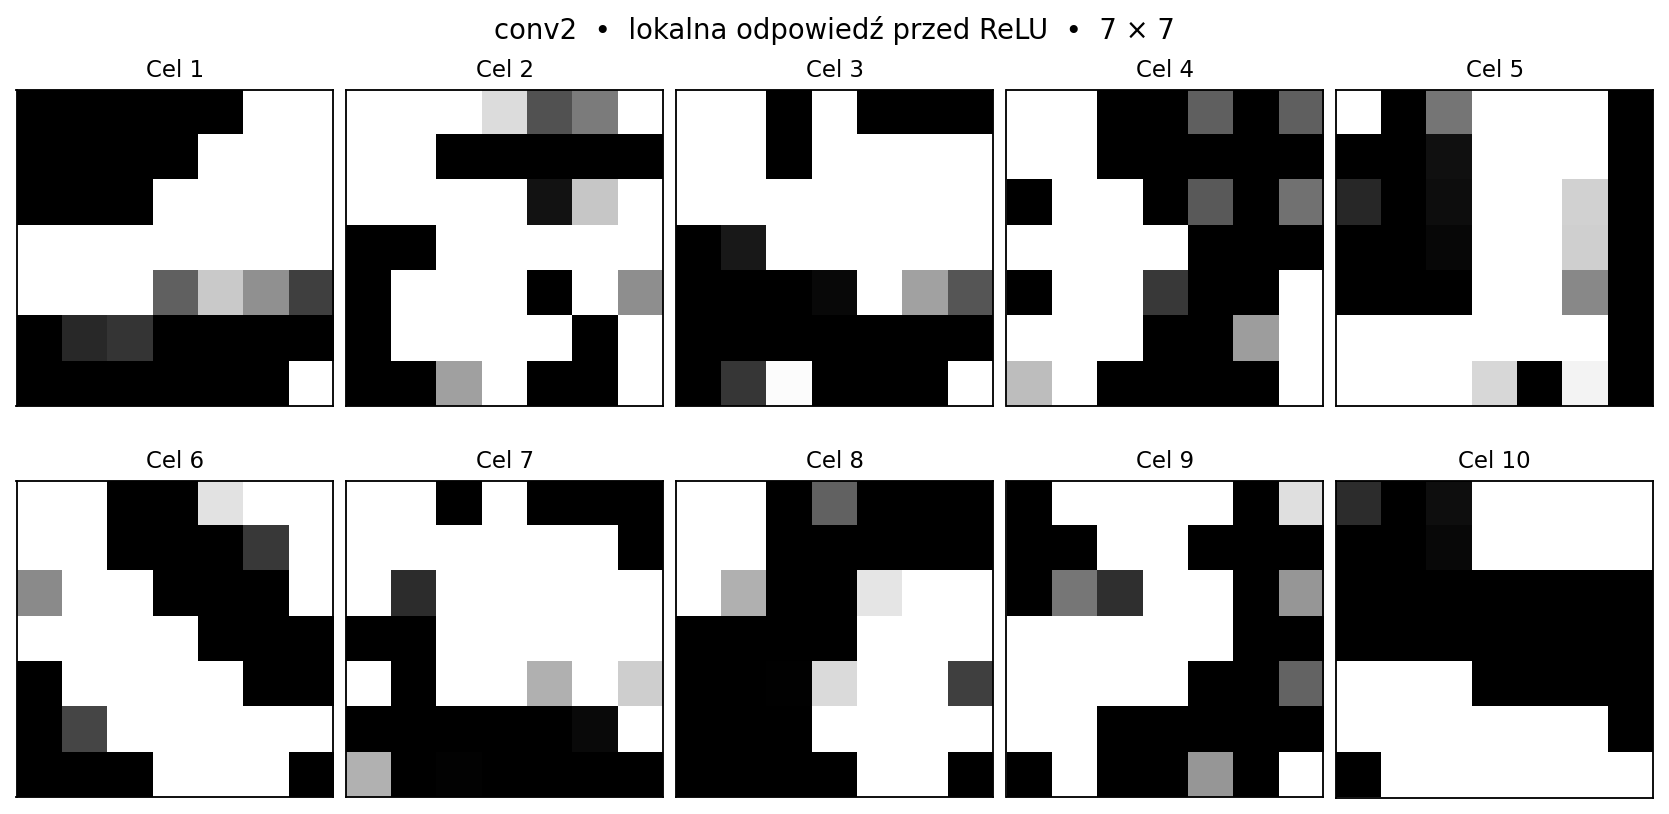 conv2 • lokalna odpowiedź przed ReLU • 7 × 7
Cel 1
Cel 2
Cel 3
Cel 4
Cel 5
Cel 6
Cel 7
Cel 8
Cel 9
Cel 10